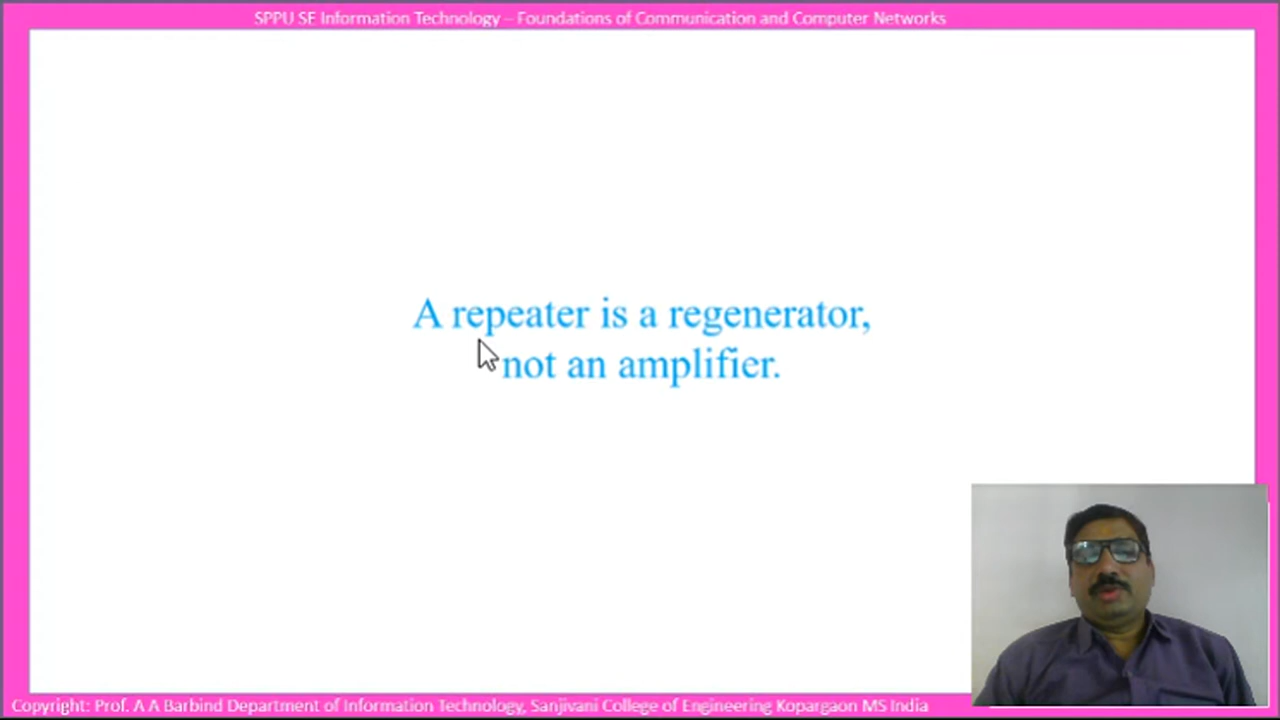 SPPU SE Information Technology – Foundations of Communication and Computer Networks
A repeater is a regenerator,
not an amplifier.
Copyright: Prof. A A Barbind Department of Information Technology, Sanjivani College of Engineering Kopargaon MS India